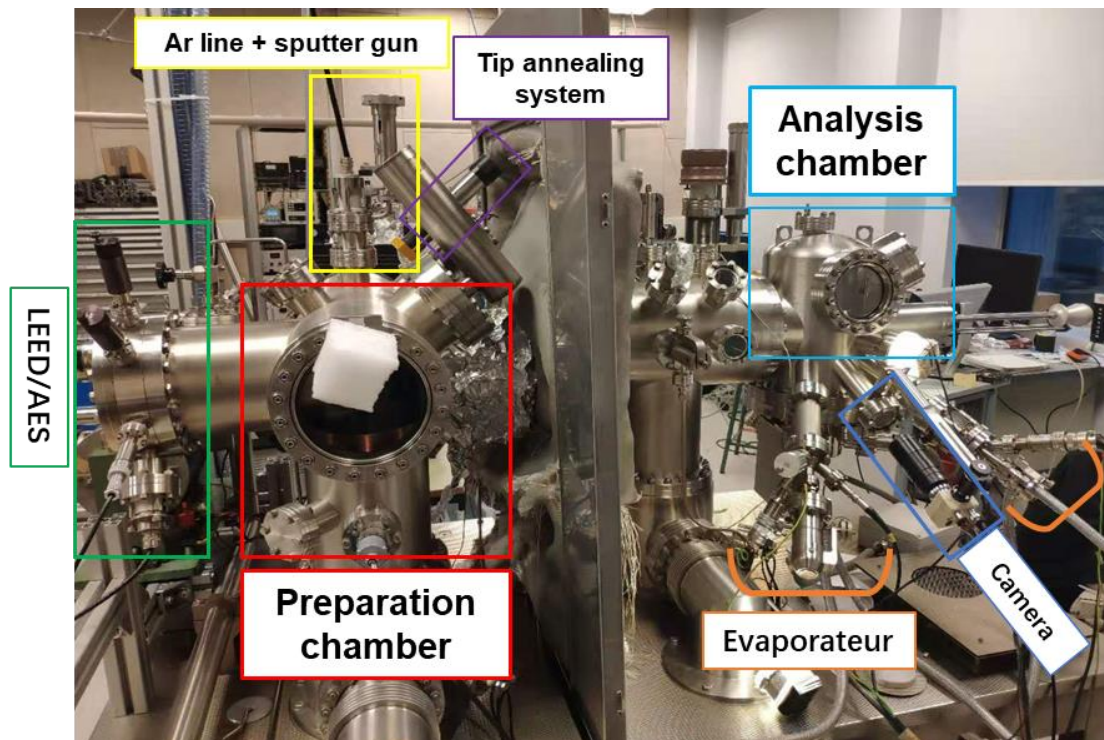 Ar line + sputter gun
Tip annealing
system
Analysis
chamber
LEED/AES
Preparation
chamber
Evaporateur
Camera